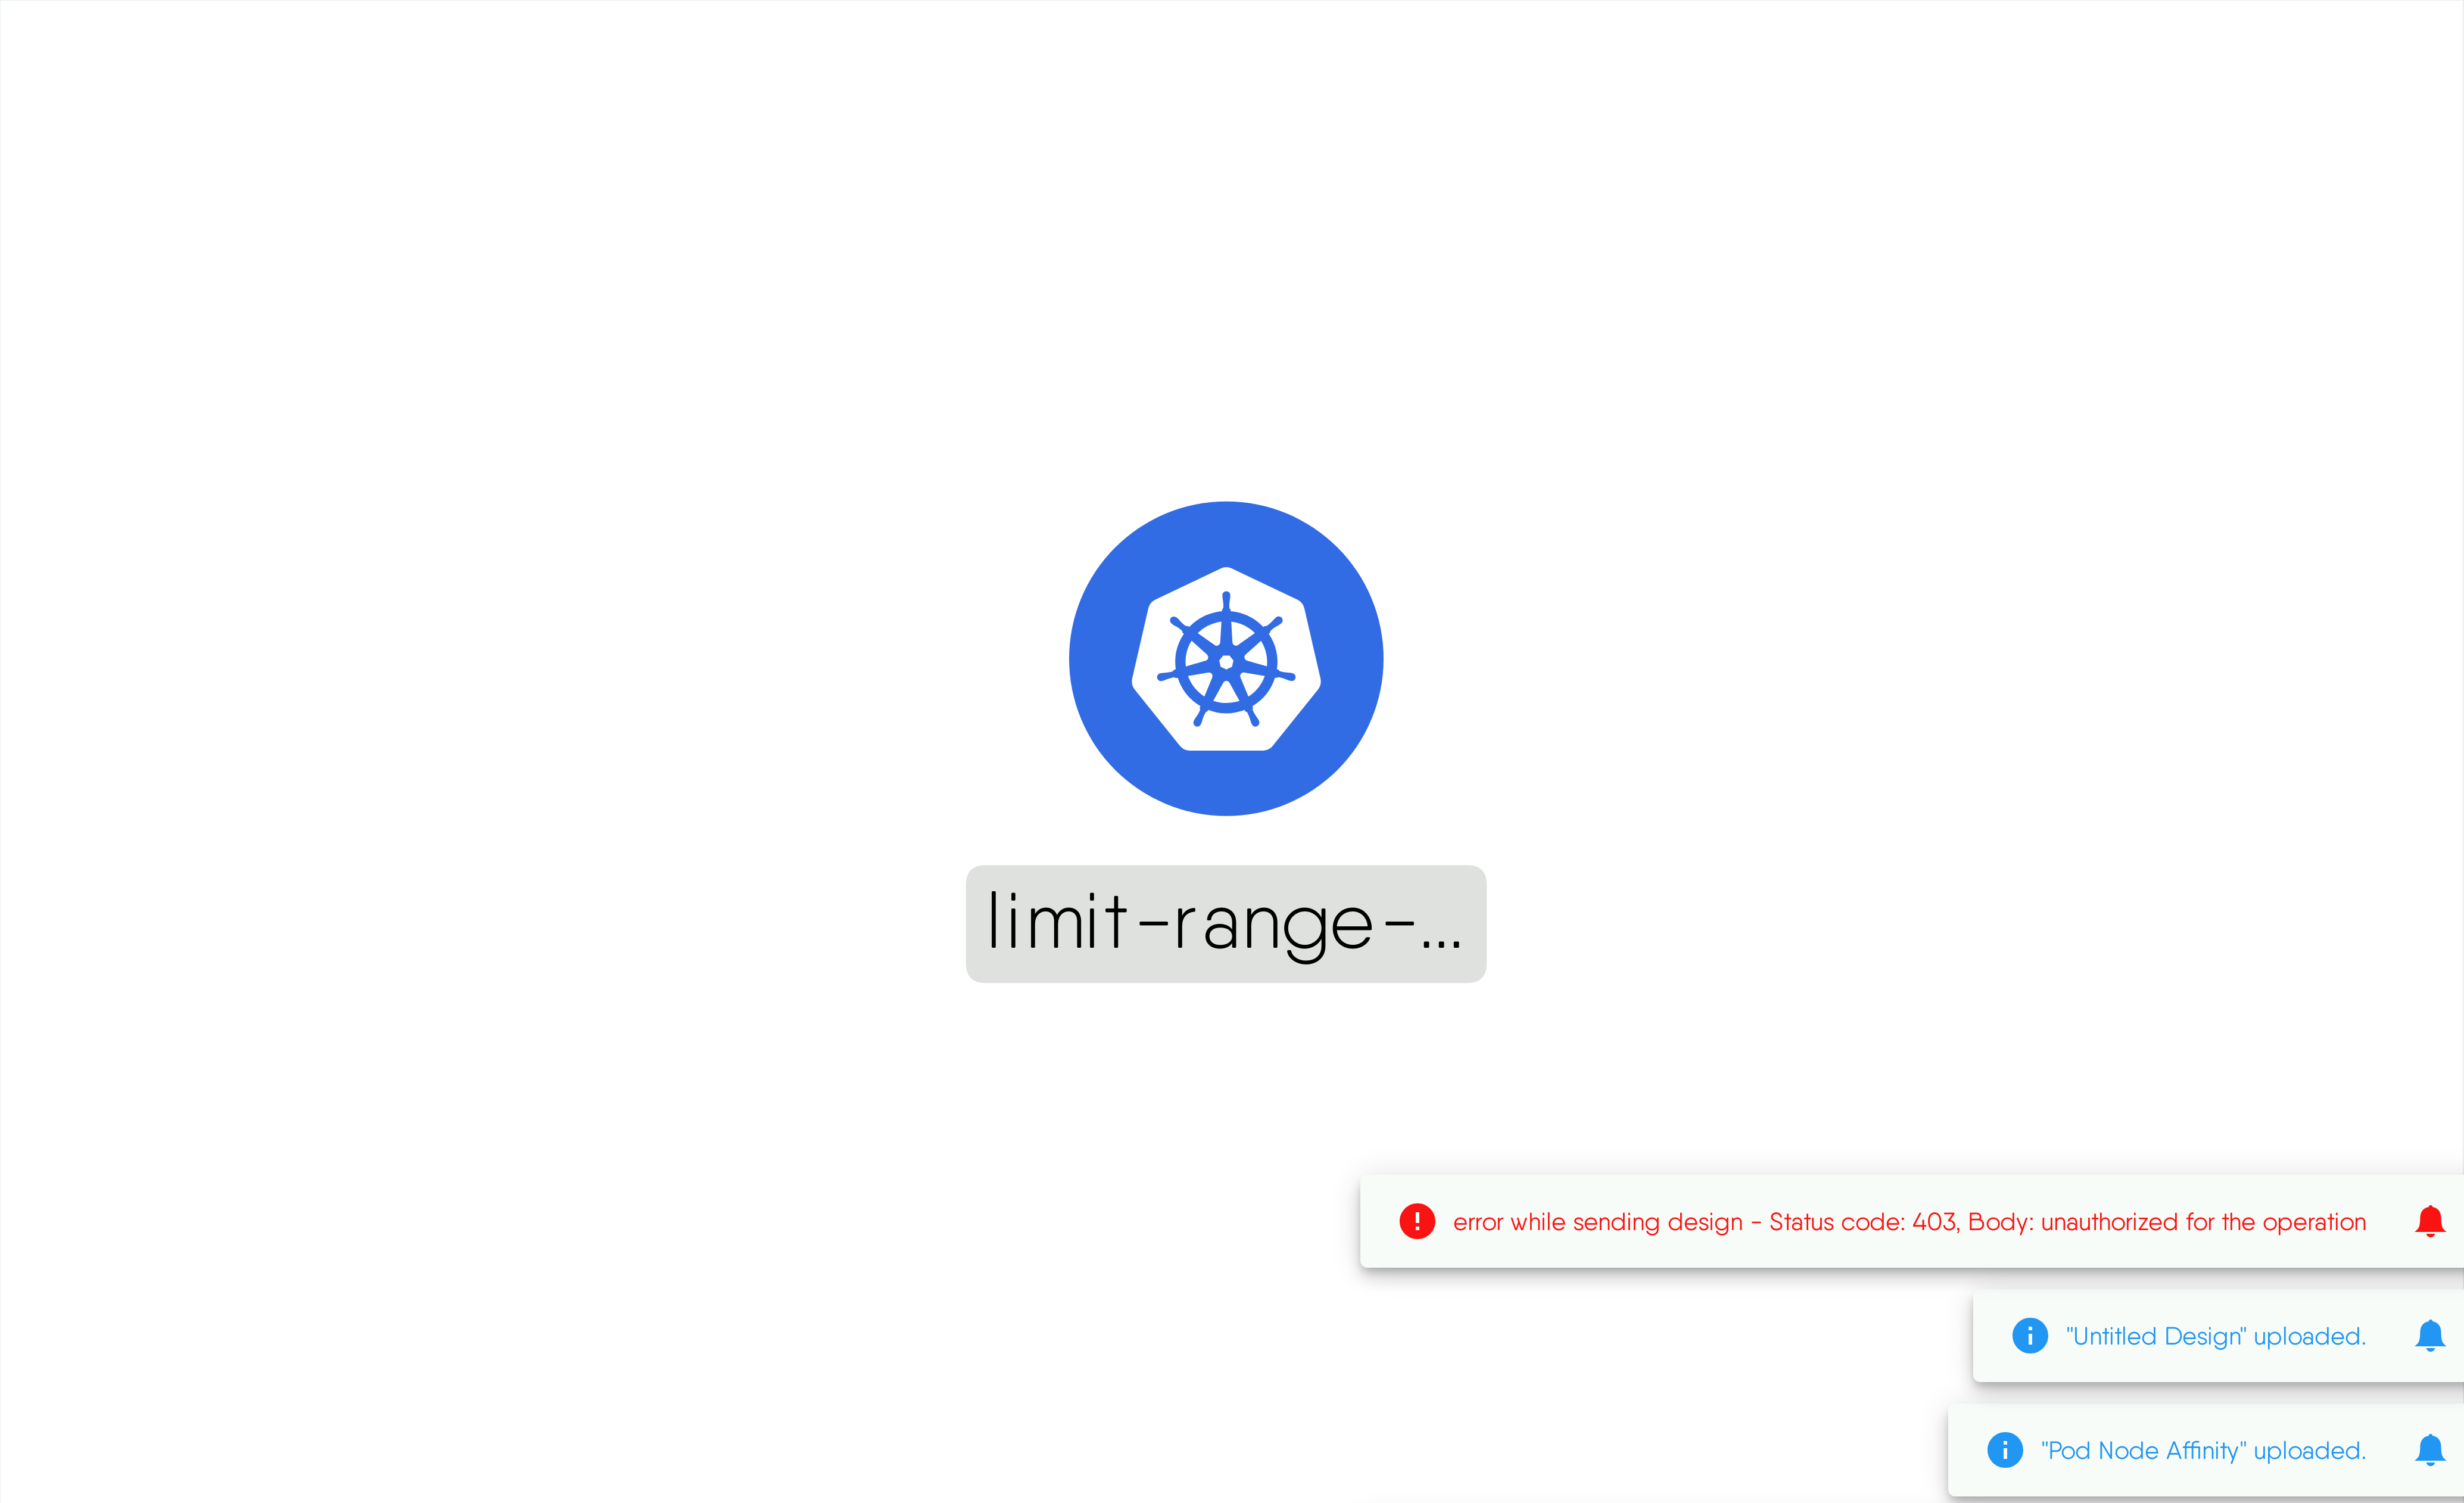 limit-range-...
error while sending design - Status code: 403, Body: unauthorized for the operation
"Untitled Design" uploaded.
"Pod Node Affinity" uploaded.